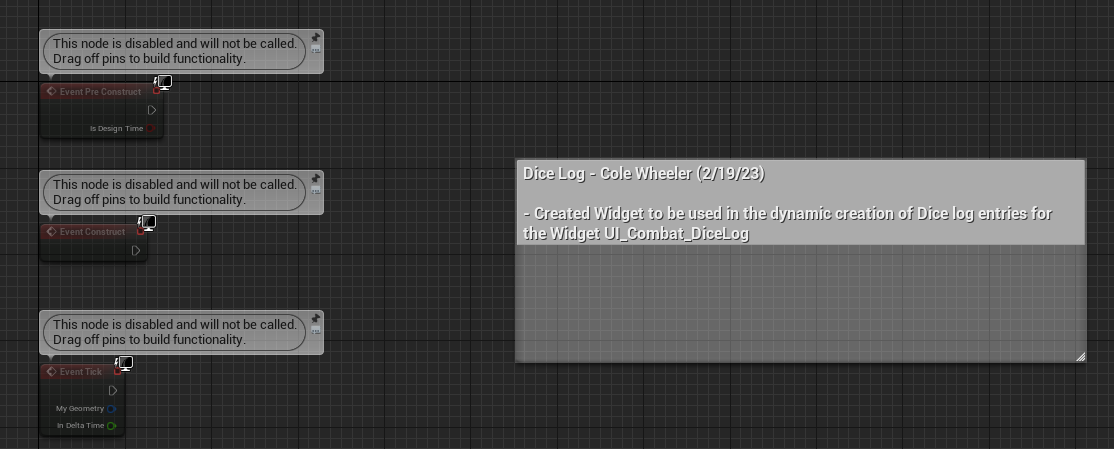 This node is disabled and will not be called.
Drag off pins to build functionality.
Event Pre Construct
Is Design Time
This node is disabled and will not be called.
Drag off pins to build functionality.
Event Construct
This node is disabled and will not be called.
Drag off pins to build functionality.
Event Tick
My Geometry
In Delta Time
Dice Log - Cole Wheeler (2/19/23)
- Created Widget to be used in the dynamic creation of Dice log entries for
the Widget UI_Combat_DiceLog